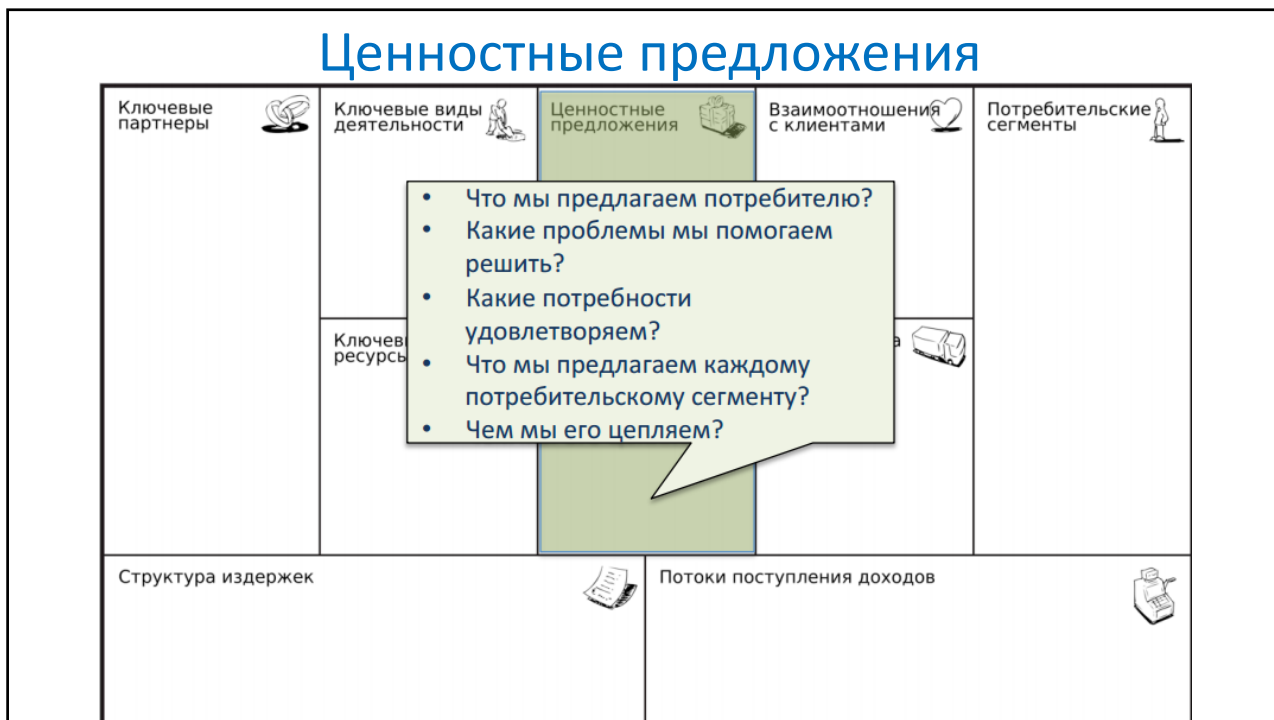 Ценностные предложения
Ключевые
партнеры
Ключевые виды
деятельности
Ценностные
предложения
Взаимоотношения
с клиентами
Потребительские
сегменты
• Что мы предлагаем потребителю?
• Какие проблемы мы помогаем
решить?
• Какие потребности
удовлетворяем?
• Что мы предлагаем каждому
потребительскому сегменту?
• Чем мы его цепляем?
Структура издержек
Потоки поступления доходов